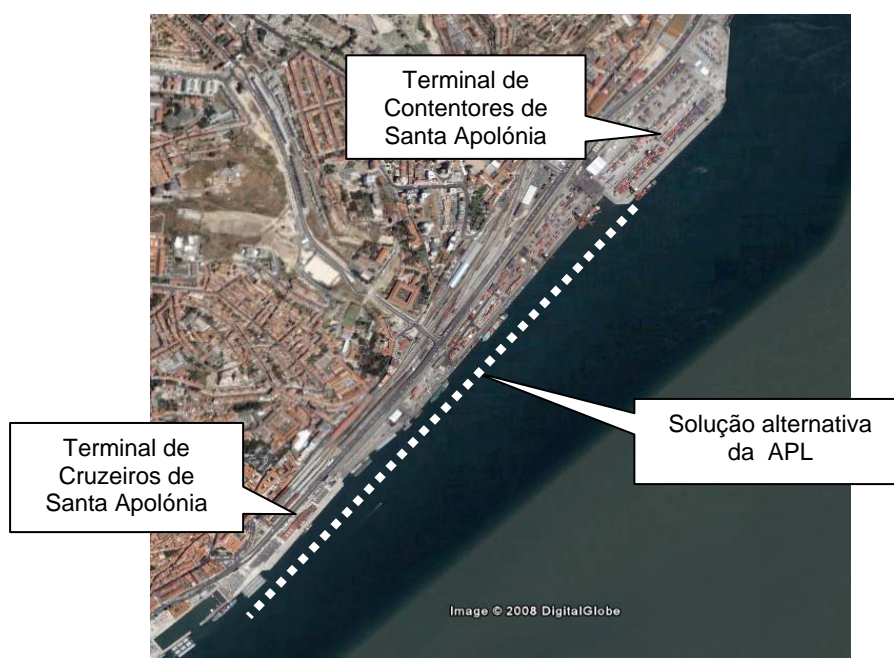 Terminal de
Contentores de
Santa Apolónia
Solução alternativa
da APL
Terminal de
Cruzeiros de
Santa Apolónia
Image © 2008 DigitalGlobe